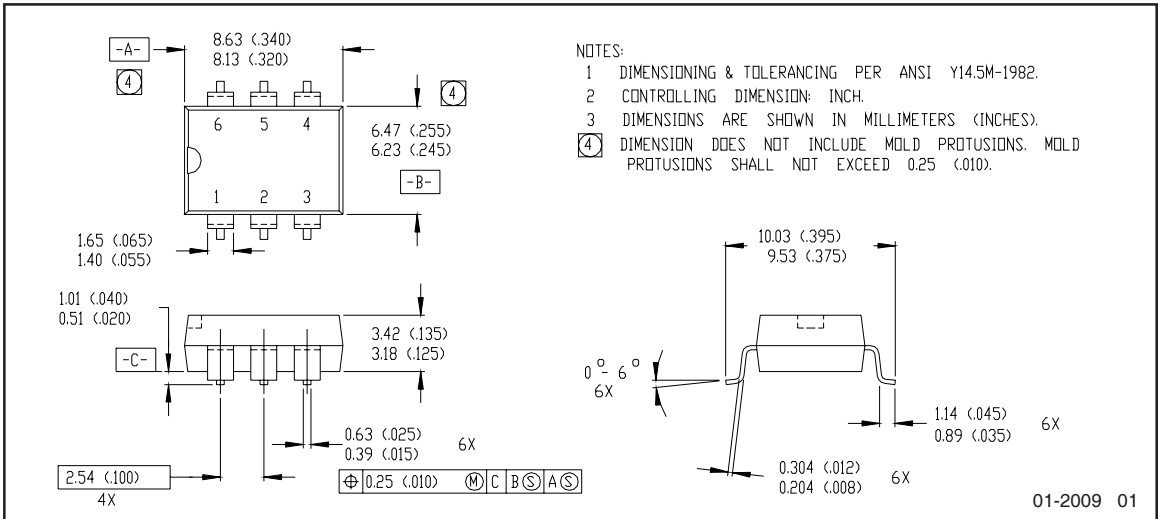 -A-
8.63 (.340)
8.13 (.320)
4
4
6 5 4
1 2 3
6.47 (.255)
6.23 (.245)
-B-
1.65 (.065)
1.40 (.055)
NOTES:
1 DIMENSIONING & TOLERANCING PER ANSI Y14.5M-1982.
2 CONTROLLING DIMENSION: INCH.
3 DIMENSIONS ARE SHOWN IN MILLIMETERS (INCHES).
4 DIMENSION DOES NOT INCLUDE MOLD PROTUSIONS. MOLD
PROTUSIONS SHALL NOT EXCEED 0.25 (.010).
1.01 (.040)
0.51 (.020)
-C-
3.42 (.135)
3.18 (.125)
0.63 (.025)
0.39 (.015)
6X
2.54 (.100)
4X
⌖ 0.25 (.010) Ⓜ C B Ⓢ A Ⓢ
10.03 (.395)
9.53 (.375)
0° - 6°
6X
1.14 (.045)
0.89 (.035)
6X
0.304 (.012)
0.204 (.008)
6X
01-2009 01